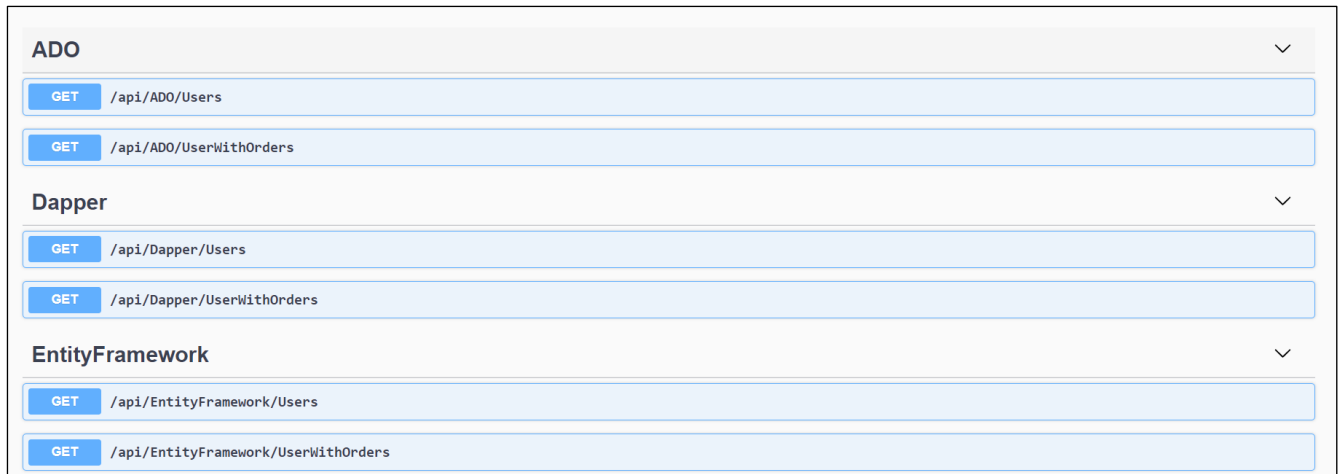 ADO
GET /api/ADO/Users
GET /api/ADO/UserWithOrders
Dapper
GET /api/Dapper/Users
GET /api/Dapper/UserWithOrders
EntityFramework
GET /api/EntityFramework/Users
GET /api/EntityFramework/UserWithOrders